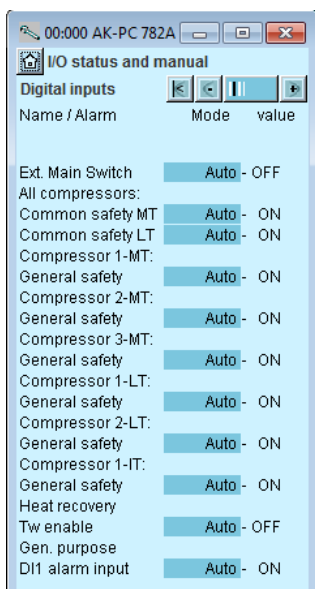 00:000 AK-PC 782A
I/O status and manual
Digital inputs
Name / Alarm Mode value
Ext. Main Switch Auto - OFF
All compressors:
Common safety MT Auto - ON
Common safety LT Auto - ON
Compressor 1-MT:
General safety Auto - ON
Compressor 2-MT:
General safety Auto - ON
Compressor 3-MT:
General safety Auto - ON
Compressor 1-LT:
General safety Auto - ON
Compressor 2-LT:
General safety Auto - ON
Compressor 1-IT:
General safety Auto - ON
Heat recovery
Tw enable Auto - OFF
Gen. purpose
DI1 alarm input Auto - ON